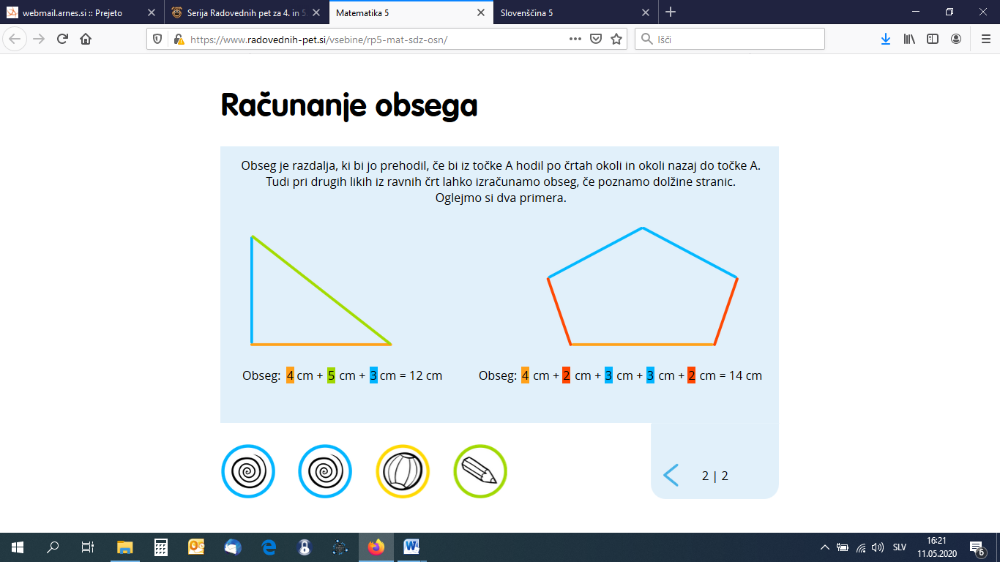 webmail.arnes.si :: Prejeto
Serija Radovednih pet za 4. in 5.
Matematika 5
Slovenščina 5
https://www.radovednih-pet.si/vsebine/rp5-mat-sdz-osn/
Išči
Računanje obsega
Obseg je razdalja, ki bi jo prehodil, če bi iz točke A hodil po črtah okoli in okoli nazaj do točke A.
Tudi pri drugih likih iz ravnih črt lahko izračunamo obseg, če poznamo dolžine stranic.
Oglejmo si dva primera.
Obseg: 4 cm + 5 cm + 3 cm = 12 cm
Obseg: 4 cm + 2 cm + 3 cm + 3 cm + 2 cm = 14 cm
2 | 2
SLV
16:21
11.05.2020
6